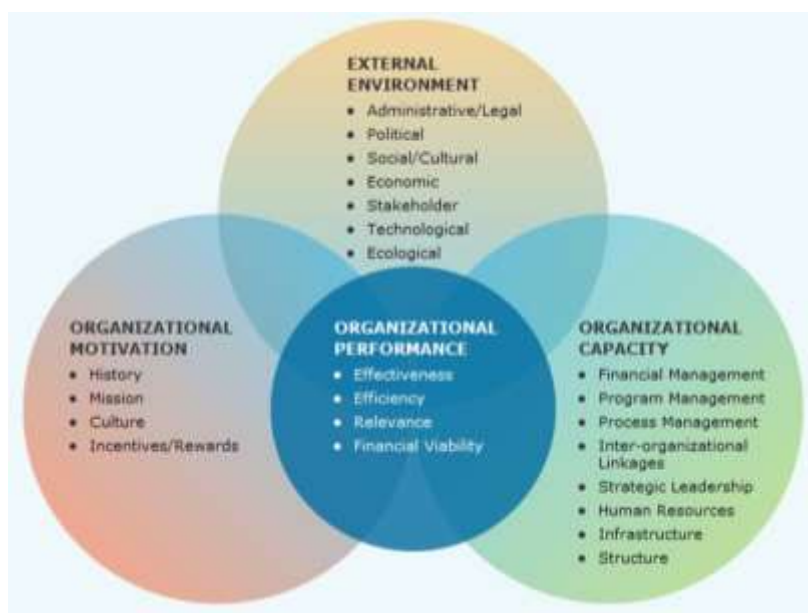 EXTERNAL
ENVIRONMENT
• Administrative/Legal
• Political
• Social/Cultural
• Economic
• Stakeholder
• Technological
• Ecological
ORGANIZATIONAL
MOTIVATION
• History
• Mission
• Culture
• Incentives/Rewards
ORGANIZATIONAL
PERFORMANCE
• Effectiveness
• Efficiency
• Relevance
• Financial Viability
ORGANIZATIONAL
CAPACITY
• Financial Management
• Program Management
• Process Management
• Inter-organizational
Linkages
• Strategic Leadership
• Human Resources
• Infrastructure
• Structure